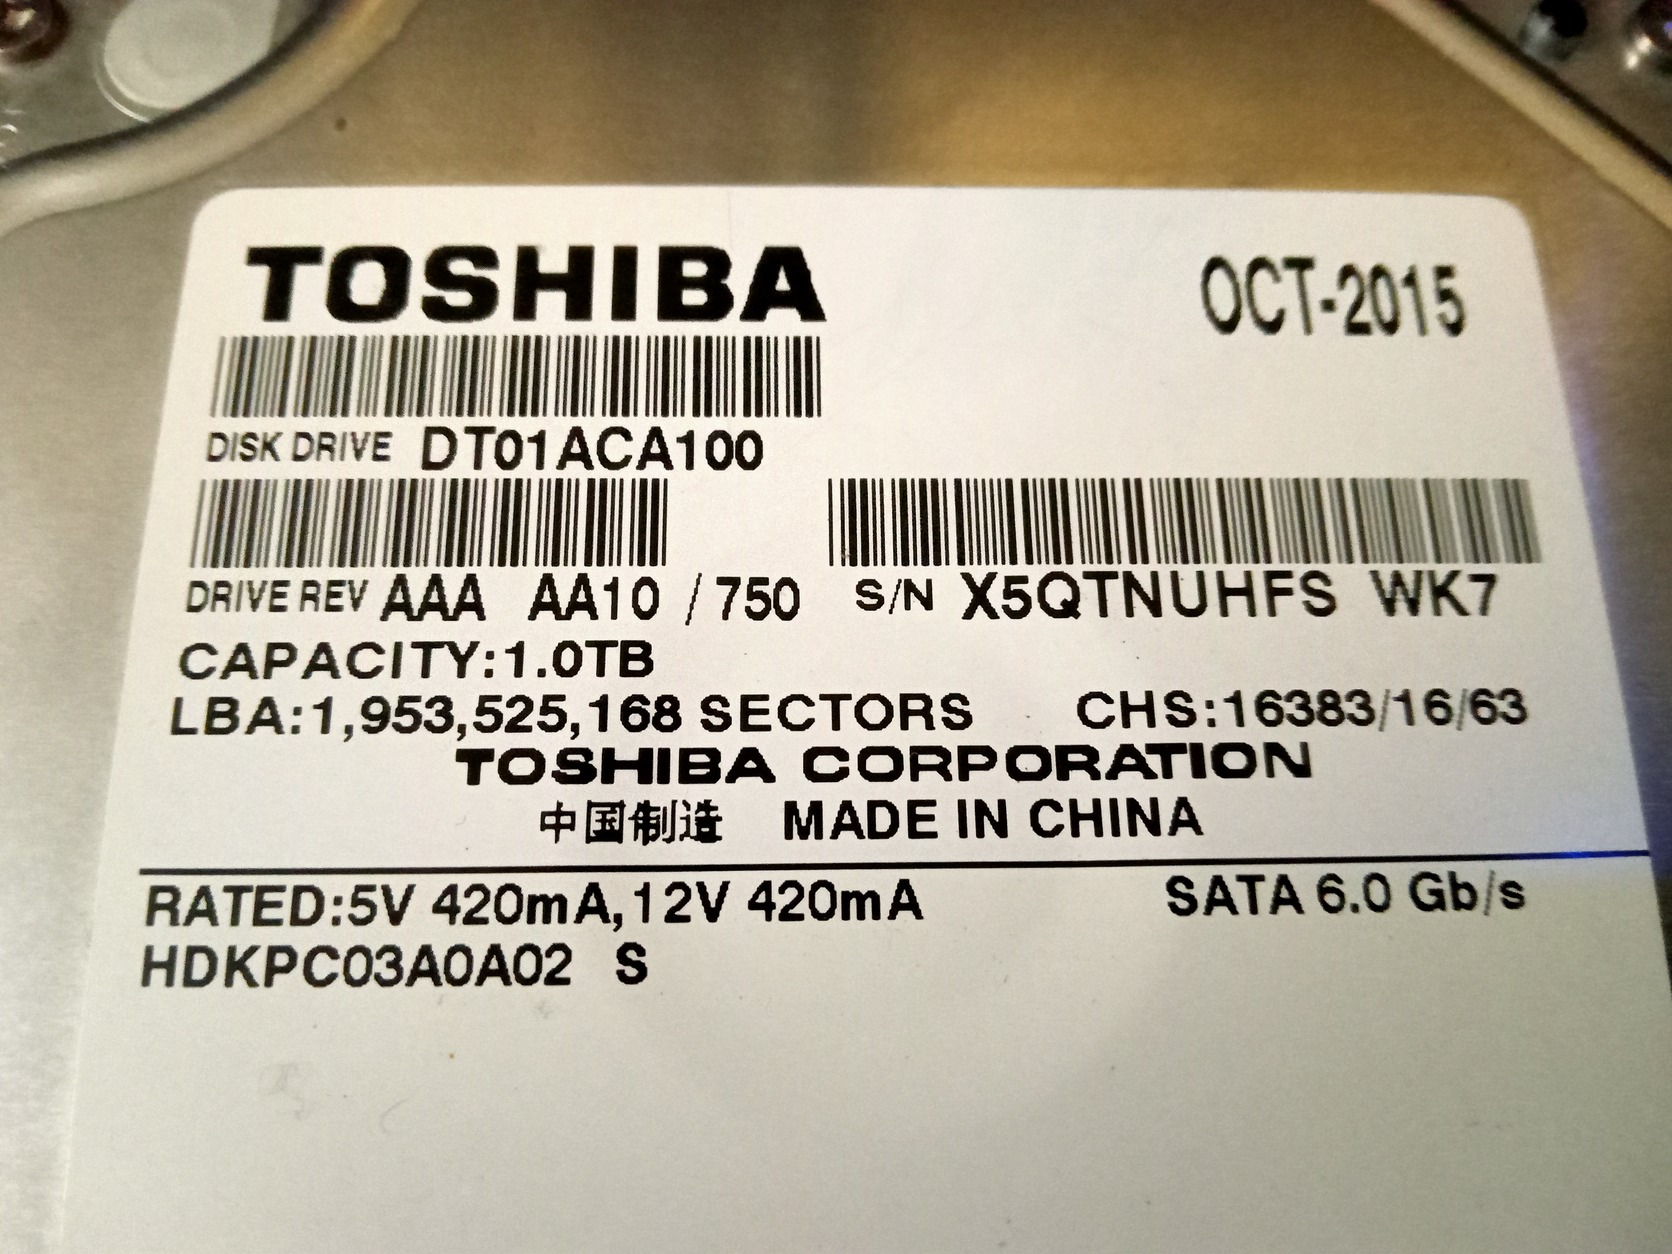 TOSHIBA OCT-2015
DISK DRIVE DT01ACA100
DRIVE REV AAA AA10 / 750 S/N X5QTNUHFS WK7
CAPACITY:1.0TB
LBA:1,953,525,168 SECTORS CHS:16383/16/63
TOSHIBA CORPORATION
中国制造 MADE IN CHINA
RATED:5V 420mA,12V 420mA SATA 6.0 Gb/s
HDKPC03A0A02 S